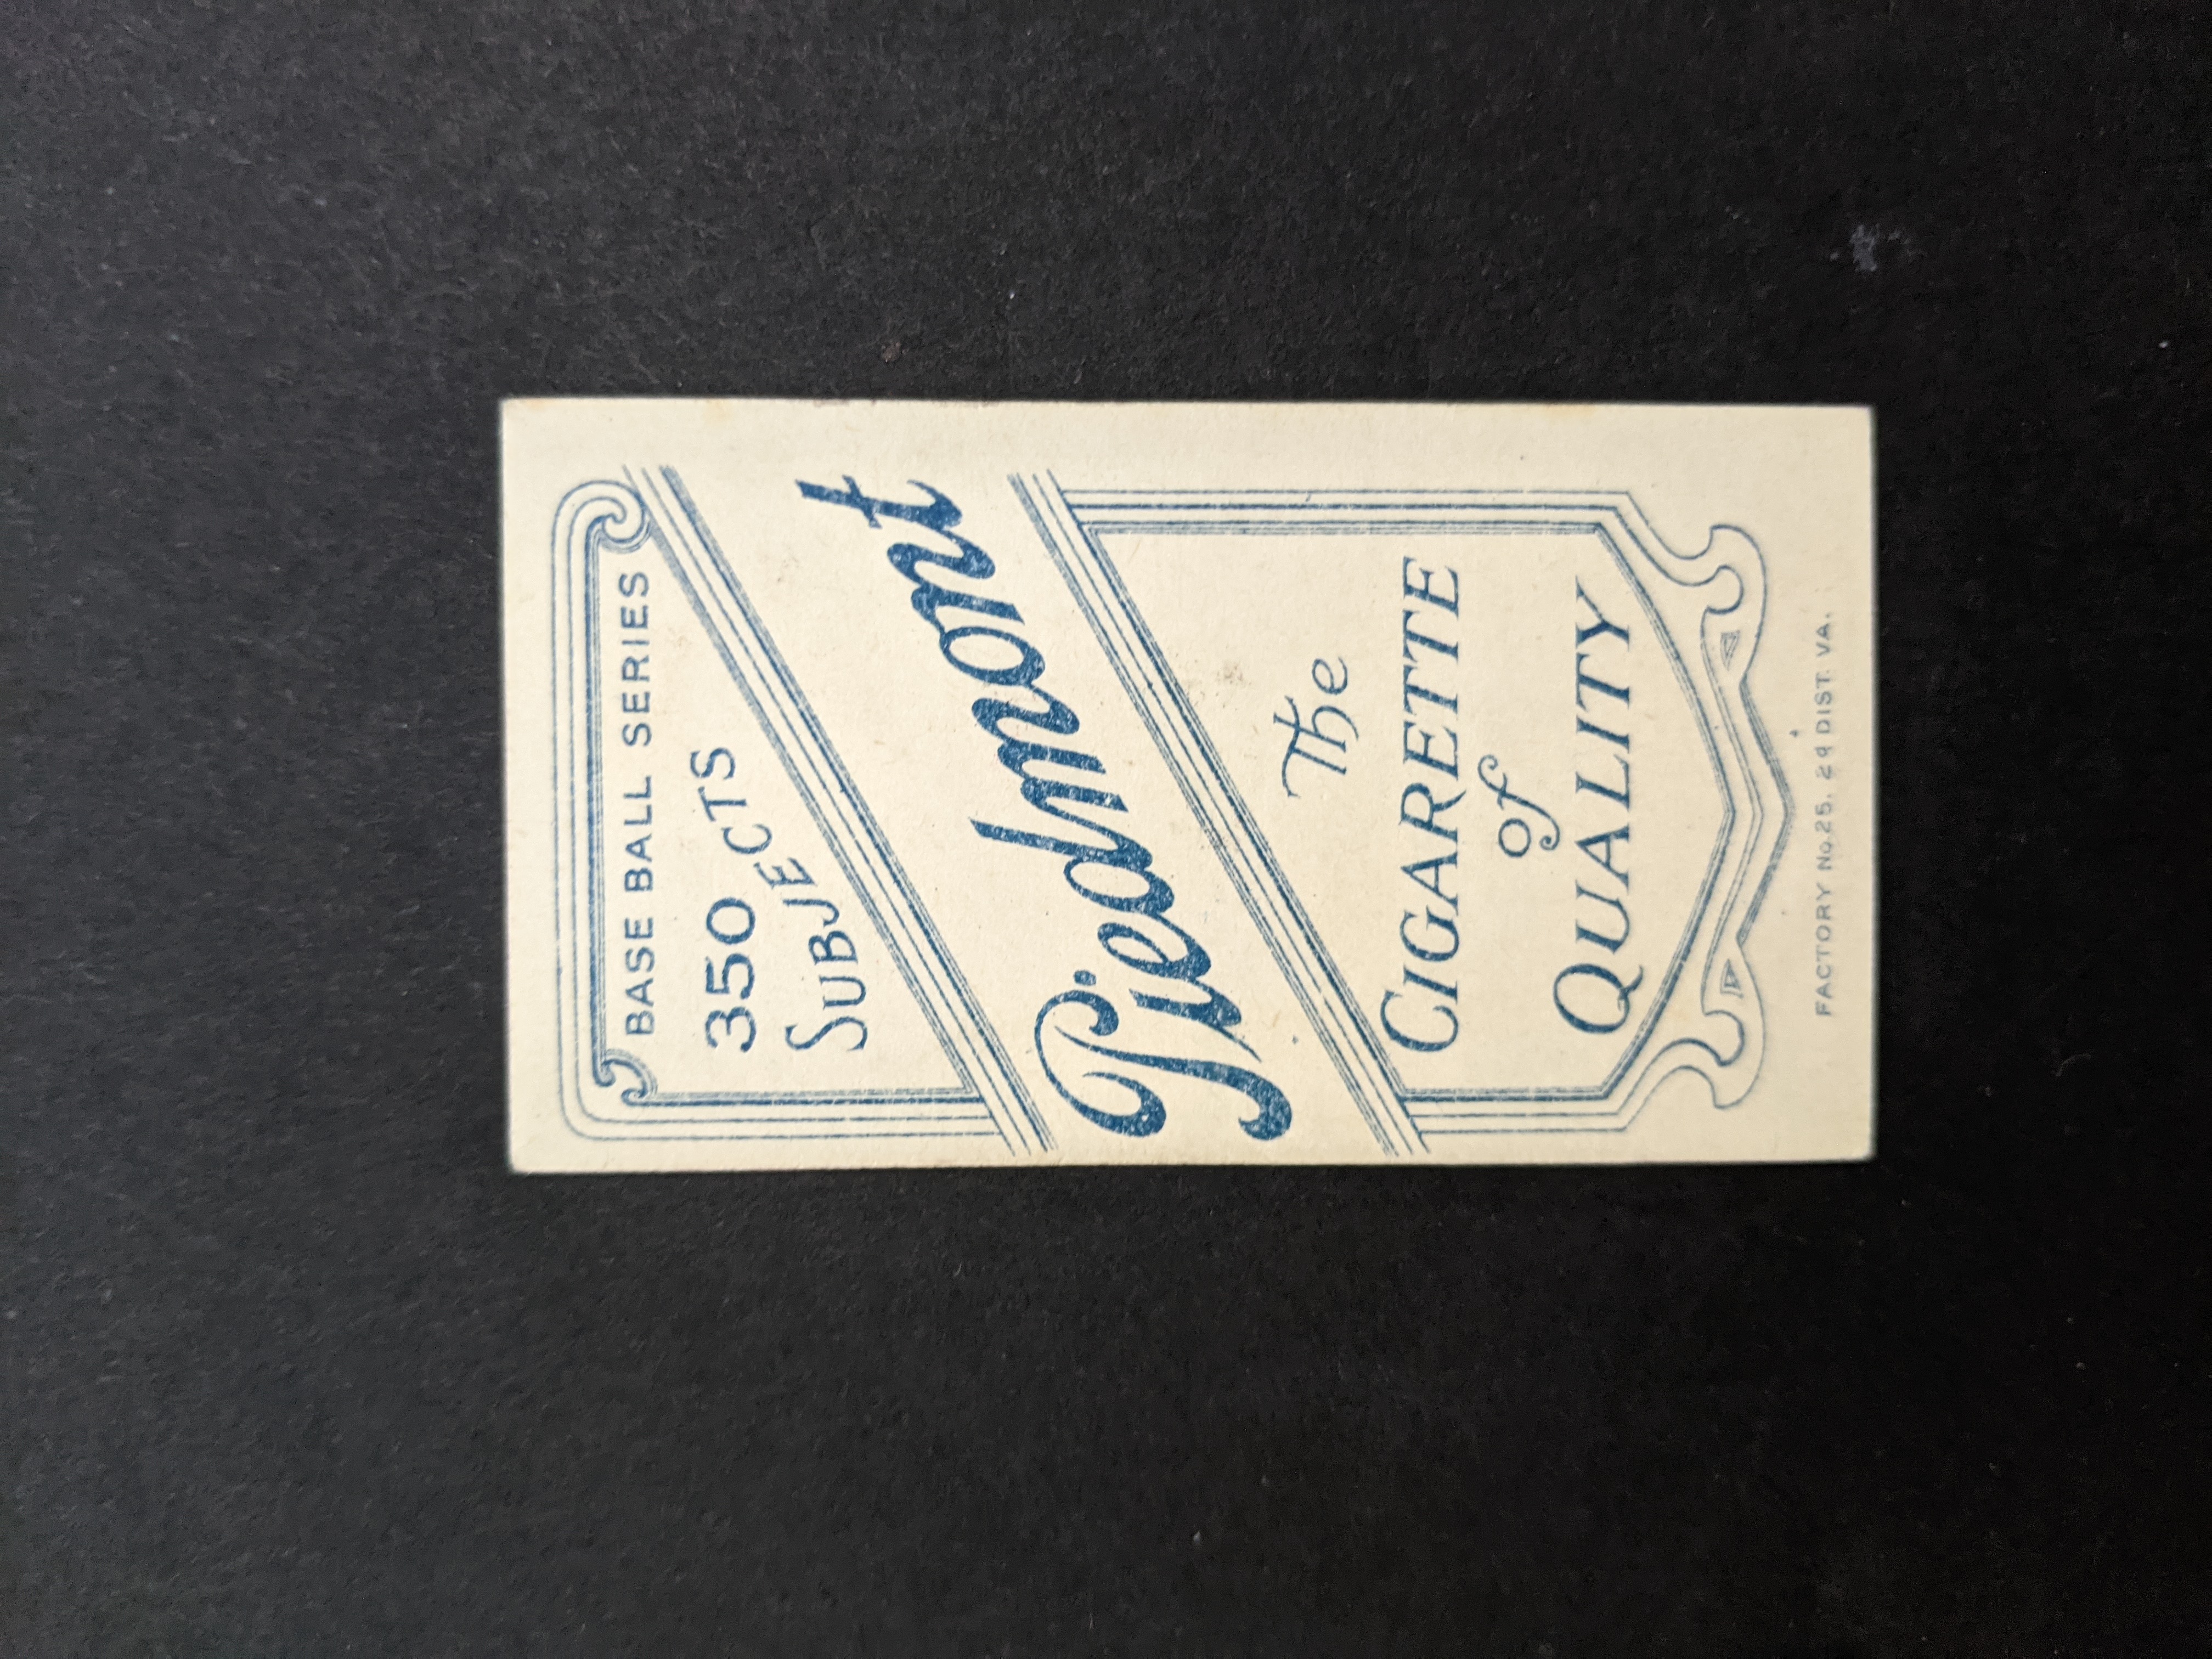 BASE BALL SERIES
350
SUBJECTS
Piedmont
The
CIGARETTE
of
QUALITY
FACTORY No. 25, 2d DIST. VA.